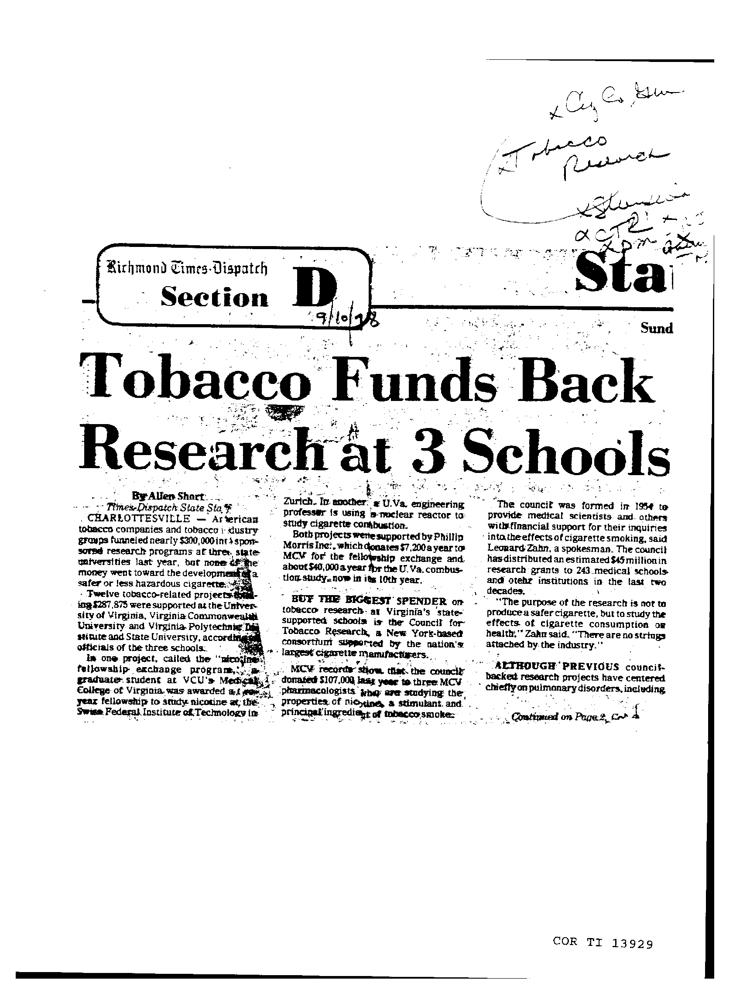 Tobacco
Research
Richmond Times-Dispatch
Section D
9/10/78
Sta
Sund
Tobacco Funds Back
Research at 3 Schools
By Allen Short
Times-Dispatch State Staff
CHARLOTTESVILLE — American
tobacco companies and tobacco industry
groups funneled nearly $300,000 into spon-
sored research programs at three state
universities last year, but none of the
money went toward the development of a
safer or less hazardous cigarette.
Twelve tobacco-related projects
ing $287,875 were supported at the Univer-
sity of Virginia, Virginia Commonwealth
University and Virginia Polytechnic
stitute and State University, according
officials of the three schools.
In one project, called the "nicotine
fellowship exchange program," a
graduate student at VCU's Medical
College of Virginia was awarded a
year fellowship to study nicotine at the
Swiss Federal Institute of Technology in
Zurich. In another, a U.Va. engineering
professor is using a nuclear reactor to
study cigarette combustion.
Both projects were supported by Phillip
Morris Inc., which donates $7,200 a year to
MCV for the fellowship exchange and
about $40,000 a year for the U.Va. combus-
tion study, now in its 10th year.
BUT THE BIGGEST SPENDER on
tobacco research at Virginia's state-
supported schools is the Council for
Tobacco Research, a New York-based
consortium supported by the nation's
largest cigarette manufacturers.
MCV records show that the council
donated $107,000 last year to three MCV
pharmacologists who are studying the
properties of nicotine, a stimulant and
principal ingredient of tobacco smoke.
The council was formed in 1954 to
provide medical scientists and others
with financial support for their inquiries
into the effects of cigarette smoking, said
Leonard Zahn, a spokesman. The council
has distributed an estimated $45 million in
research grants to 243 medical schools
and otehr institutions in the last two
decades.
"The purpose of the research is not to
produce a safer cigarette, but to study the
effects of cigarette consumption on
health," Zahn said. "There are no strings
attached by the industry."
ALTHOUGH PREVIOUS council-
backed research projects have centered
chiefly on pulmonary disorders, including
Continued on Page 2, Col.
COR TI 13929